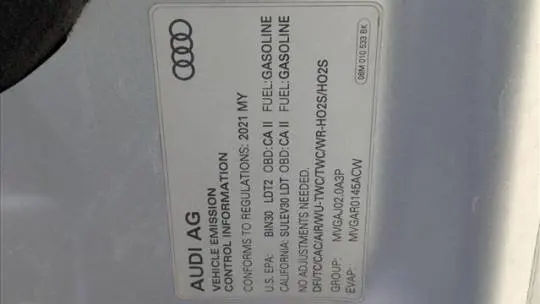 AUDI AG
VEHICLE EMISSION
CONTROL INFORMATION
CONFORMS TO REGULATIONS: 2021 MY
U.S. EPA: BIN30 LDT2 OBD:CA II FUEL:GASOLINE
CALIFORNIA: SULEV30 LDT OBD:CA II FUEL:GASOLINE
NO ADJUSTMENTS NEEDED.
DFI/TC/CAC/AIR/WU-TWC/TWC/WR-HO2S/HO2S
GROUP: MVGAJ02.0A3P
EVAP: MVGAR0145ACW
06M 010 533 BK